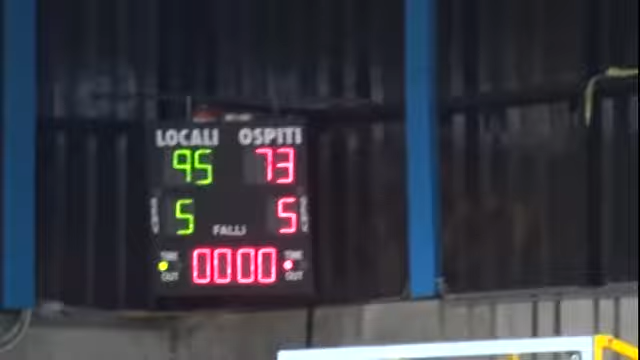 LOCALI OSPITI
95 73
5 FALLI 5
TIME OUT 0000 TIME OUT